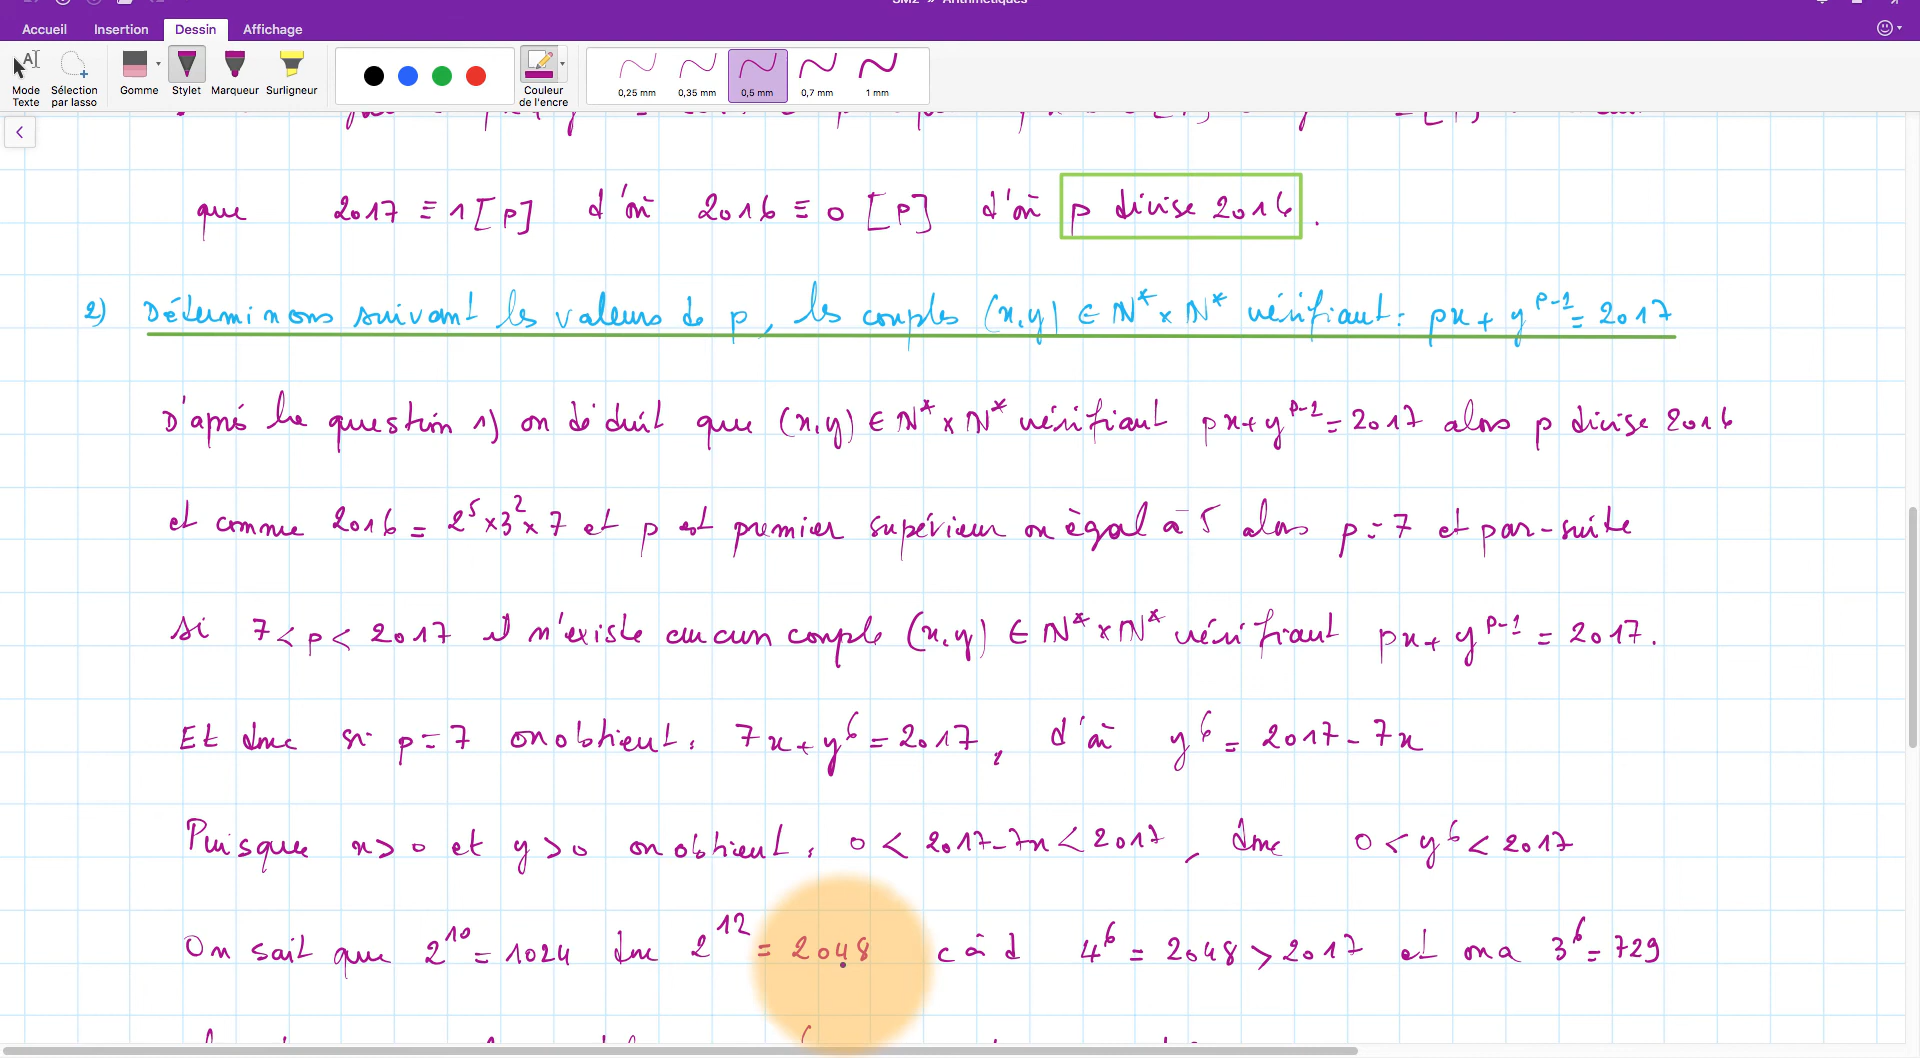 SM2 » Arithmétiques
Accueil Insertion Dessin Affichage
Mode Texte Sélection par lasso Gomme Stylet Marqueur Surligneur Couleur de l'encre 0,25 mm 0,35 mm 0,5 mm 0,7 mm 1 mm
que 2017 ≡ 1 [p] d'où 2016 ≡ 0 [p] d'où p divise 2016.
2) Déterminons suivant les valeurs de p, les couples (x,y) ∈ ℕ* × ℕ* vérifiant : px + y^{p-1} = 2017
D'après la question 1) on déduit que (x,y) ∈ ℕ* × ℕ* vérifiant px + y^{p-1} = 2017 alors p divise 2016
et comme 2016 = 2^5 × 3^2 × 7 et p est premier supérieur ou égal à 5 alors p = 7 et par-suite
si 7 < p < 2017 il n'existe aucun couple (x,y) ∈ ℕ* × ℕ* vérifiant px + y^{p-1} = 2017.
Et donc si p = 7 on obtient : 7x + y^6 = 2017, d'où y^6 = 2017 - 7x
Puisque x > 0 et y > 0 on obtient : 0 < 2017 - 7x < 2017, donc 0 < y^6 < 2017
On sait que 2^10 = 1024 donc 2^12 = 2048 c à d 4^6 = 2048 > 2017 et on a 3^6 = 729